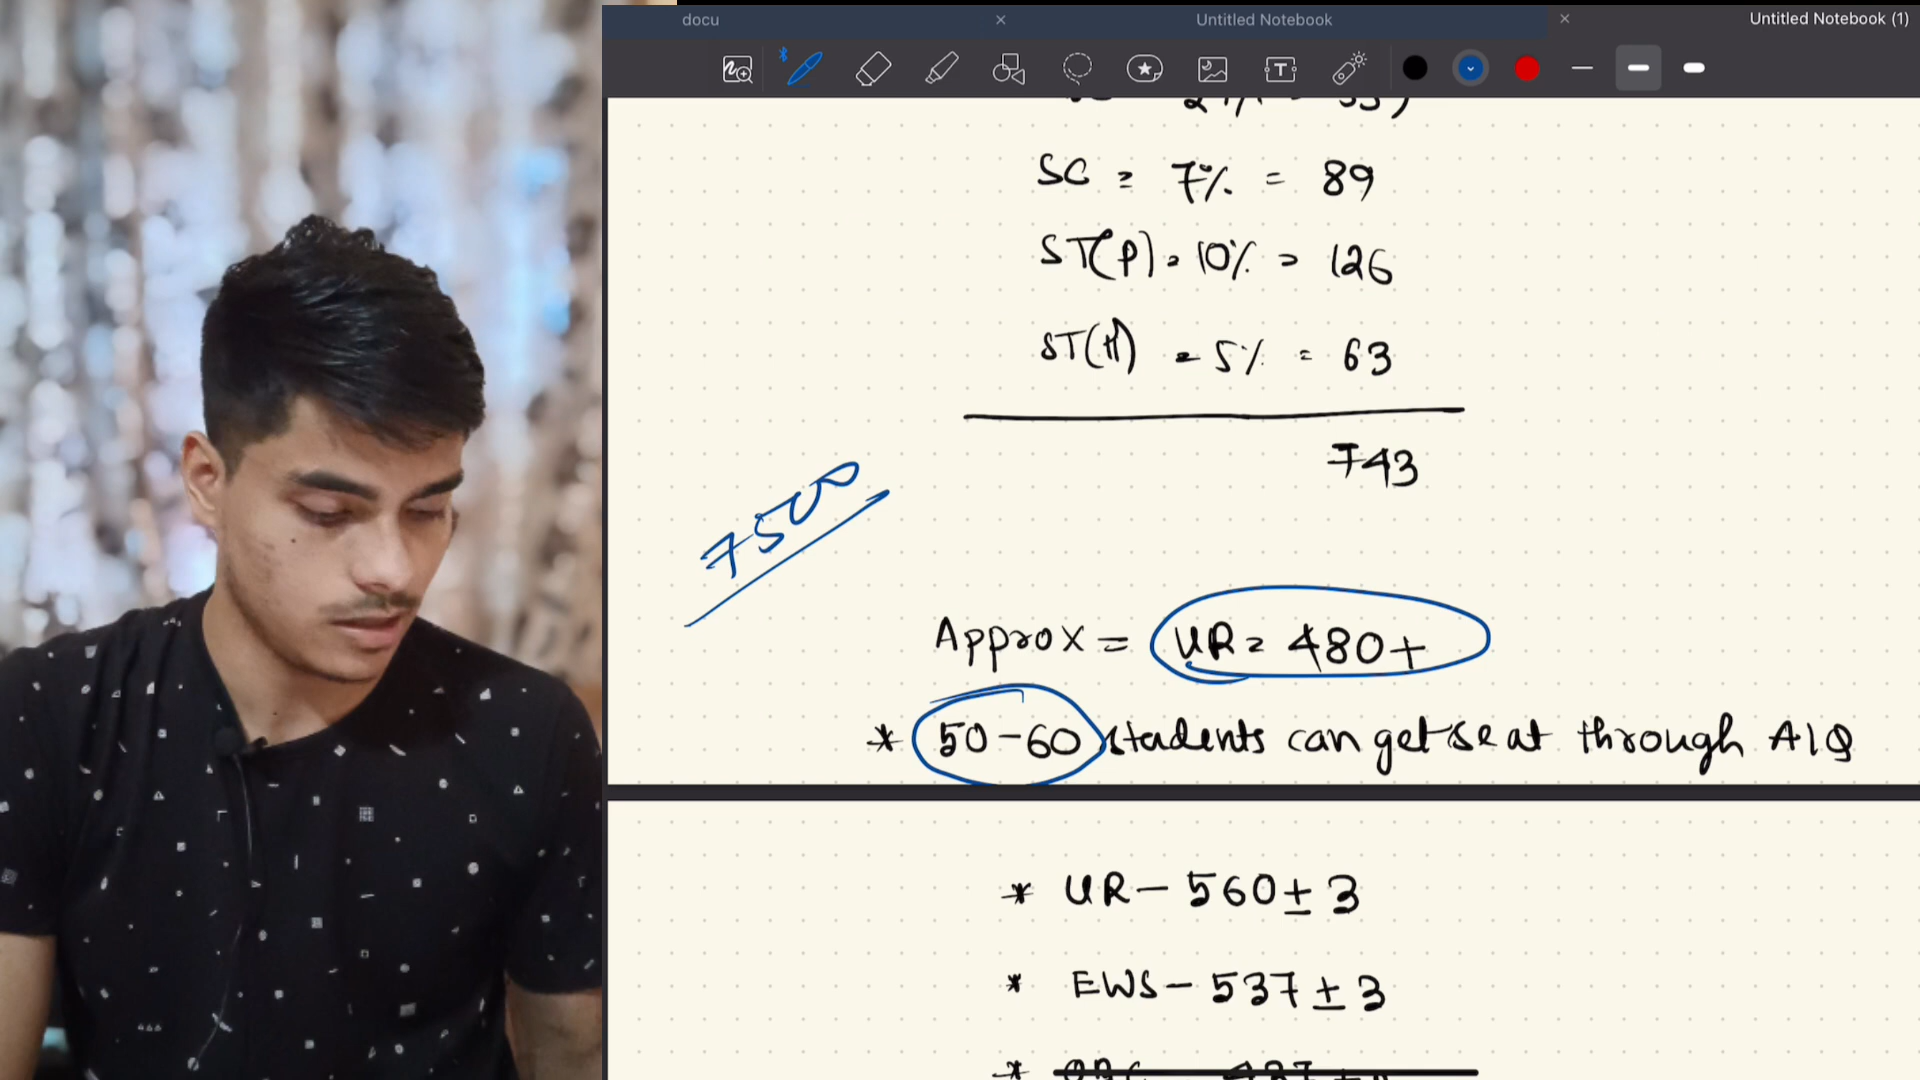 docu × Untitled Notebook × Untitled Notebook (1)
SC = 7% = 89
ST(P) = 10% = 126
ST(H) = 5% = 63
743
7500
Approx = UR = 480+
* 50-60 students can get seat through AIQ
* UR - 560 ± 3
* EWS - 537 ± 3